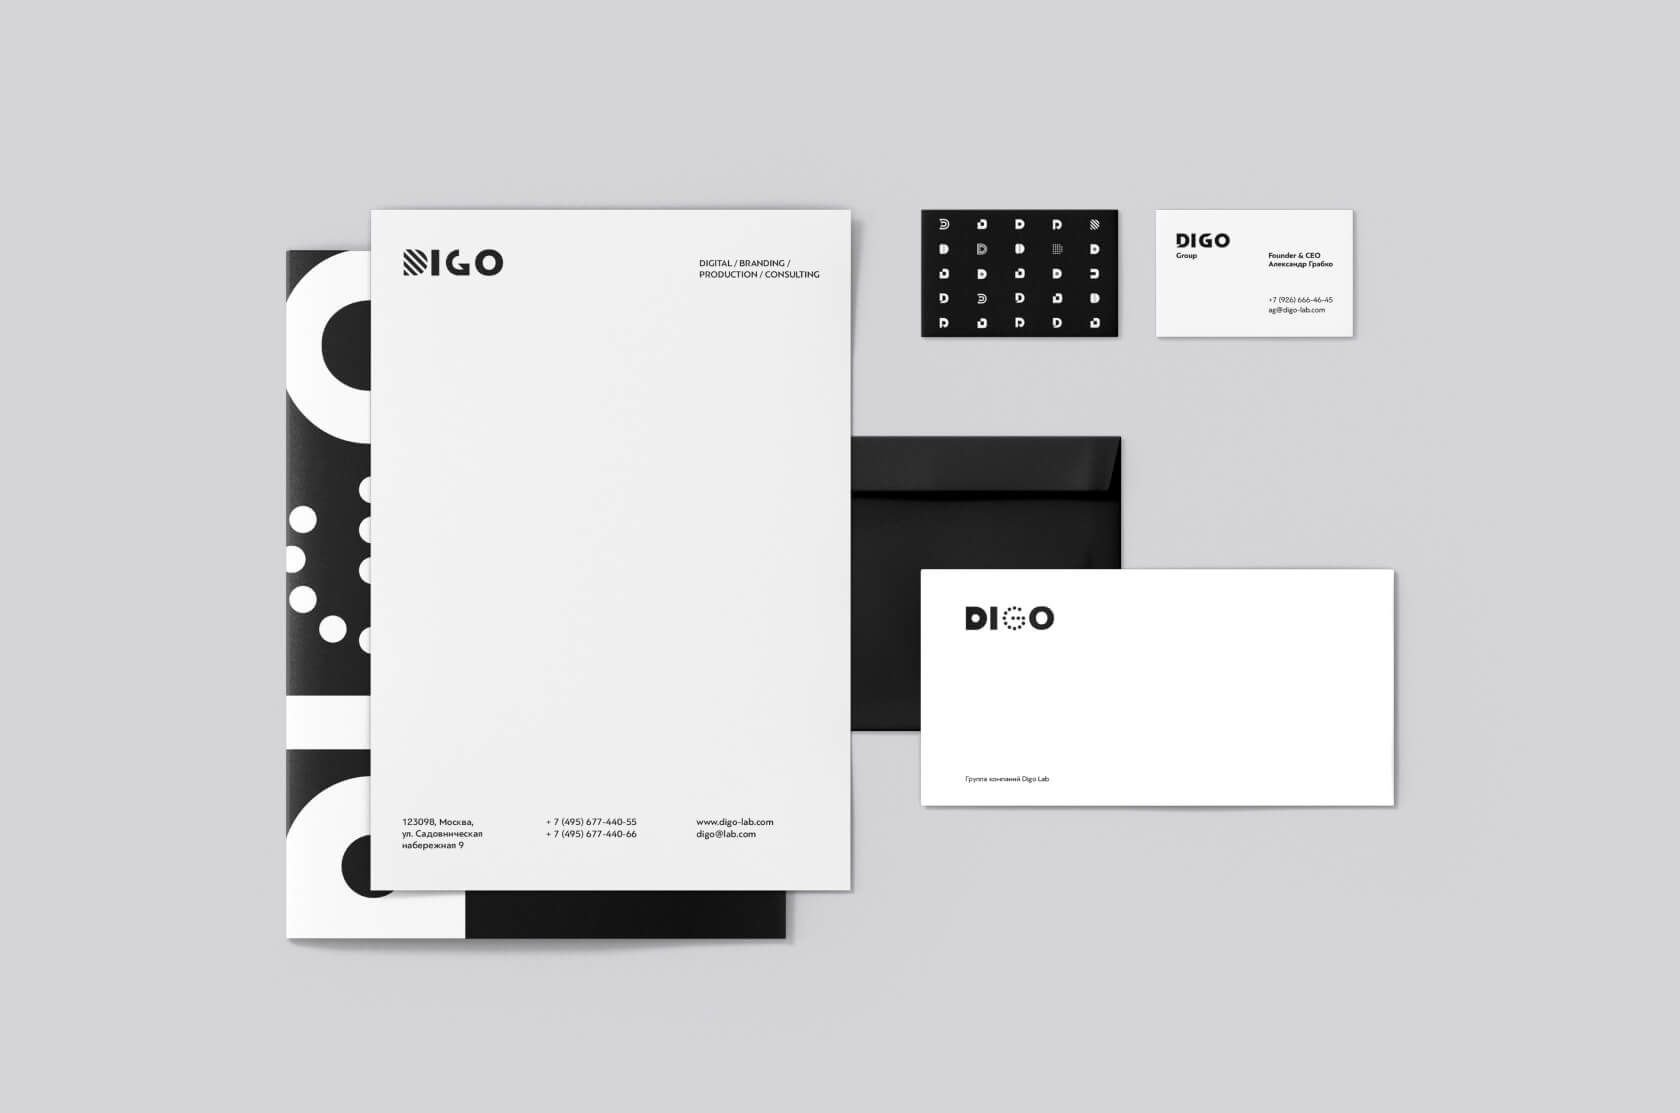 DIGO
DIGITAL / BRANDING /
PRODUCTION / CONSULTING
123098, Москва,
ул. Садовническая
набережная 9
+ 7 (495) 677-440-55
+ 7 (495) 677-440-66
www.digo-lab.com
digo@lab.com
DIGO
Group
Founder & CEO
Александр Грабко
+7 (926) 666-46-45
ag@digo-lab.com
DIGO
Группа компаний Digo Lab